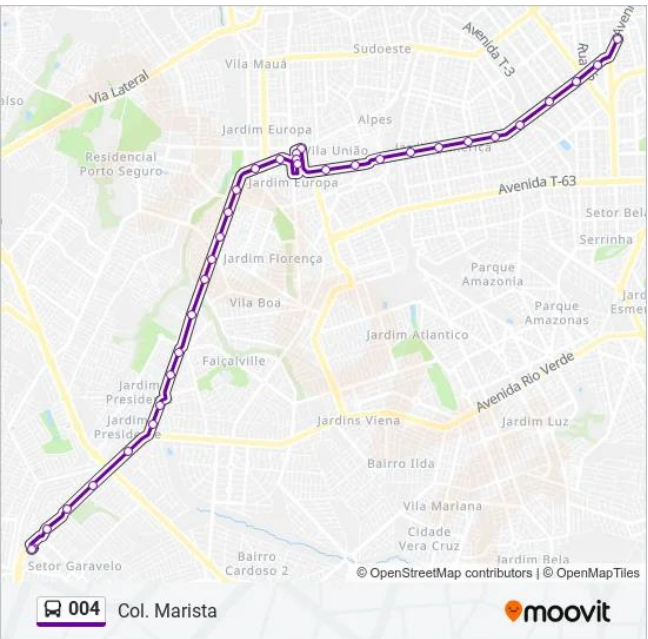 Aveni
Sudoeste
Avenida T-3
Vila Mauá
Via Lateral
Alpes
Jardim Europa
Vila União
Residencial
Porto Seguro
Jardim Europa
Avenida T-63
Setor Bela
Serrinha
Jardim Florença
Parque
Amazonia
Vila Boa
Parque
Amazonas
Jard
Esmer
Jardim Atlantico
Faiçalville
Avenida Rio Verde
Jardim
Preside
Jardim
Presidente
Jardins Viena
Jardim Luz
Bairro Ilda
Vila Mariana
Cidade
Vera Cruz
Setor Garavelo
Bairro
Cardoso 2
Jardim Bela
© OpenStreetMap contributors | © OpenMapTiles
004 Col. Marista
moovit